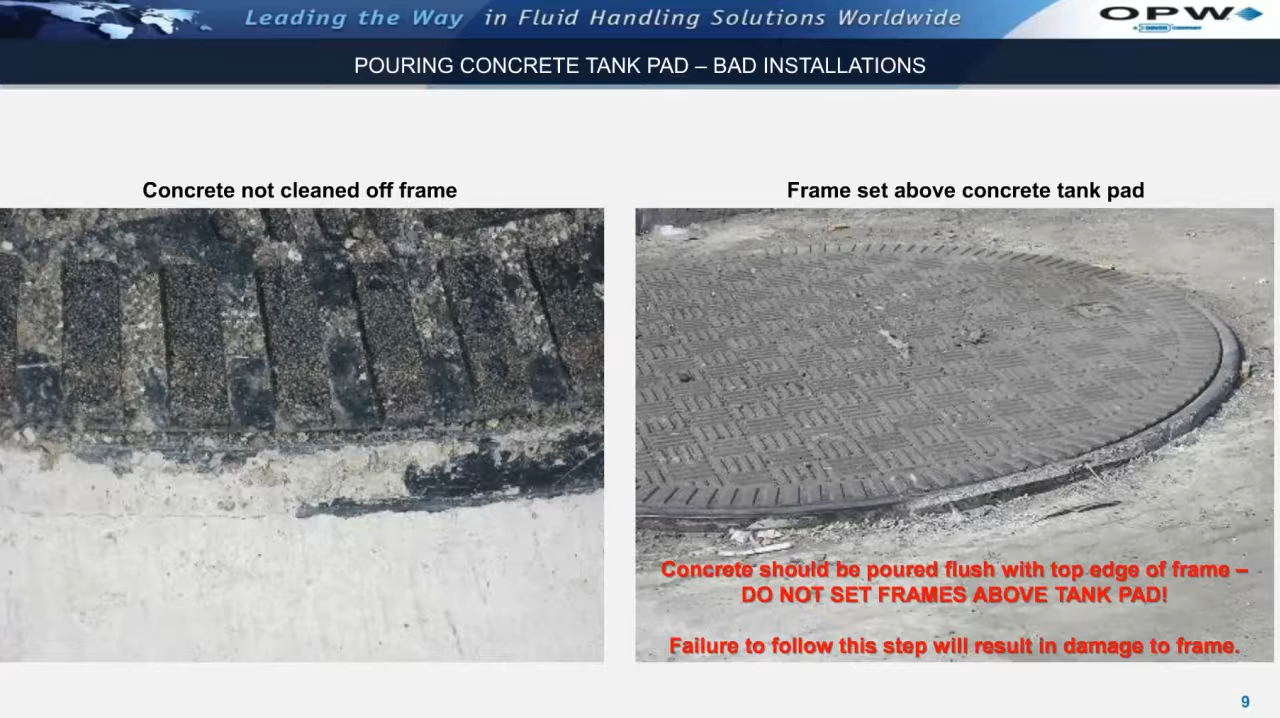 Leading the Way in Fluid Handling Solutions Worldwide
OPW
A DOVER COMPANY
POURING CONCRETE TANK PAD – BAD INSTALLATIONS
Concrete not cleaned off frame
Frame set above concrete tank pad
Concrete should be poured flush with top edge of frame –
DO NOT SET FRAMES ABOVE TANK PAD!
Failure to follow this step will result in damage to frame.
9